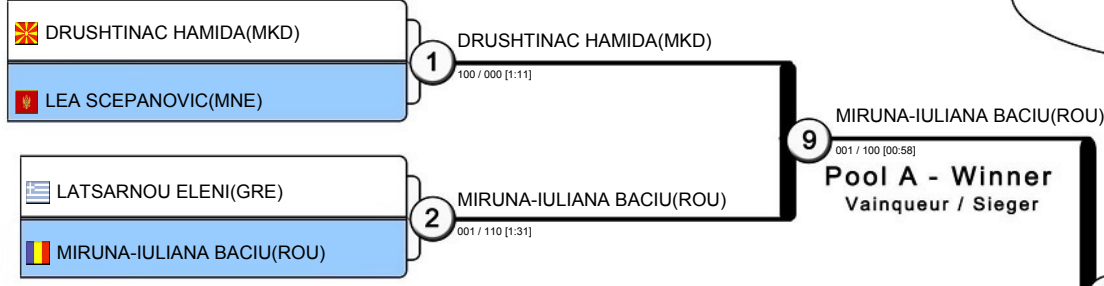 DRUSHTINAC HAMIDA(MKD)
LEA SCEPANOVIC(MNE)
1
DRUSHTINAC HAMIDA(MKD)
100 / 000 [1:11]
LATSARNOU ELENI(GRE)
MIRUNA-IULIANA BACIU(ROU)
2
MIRUNA-IULIANA BACIU(ROU)
001 / 110 [1:31]
9
MIRUNA-IULIANA BACIU(ROU)
001 / 100 [00:58]
Pool A - Winner
Vainqueur / Sieger